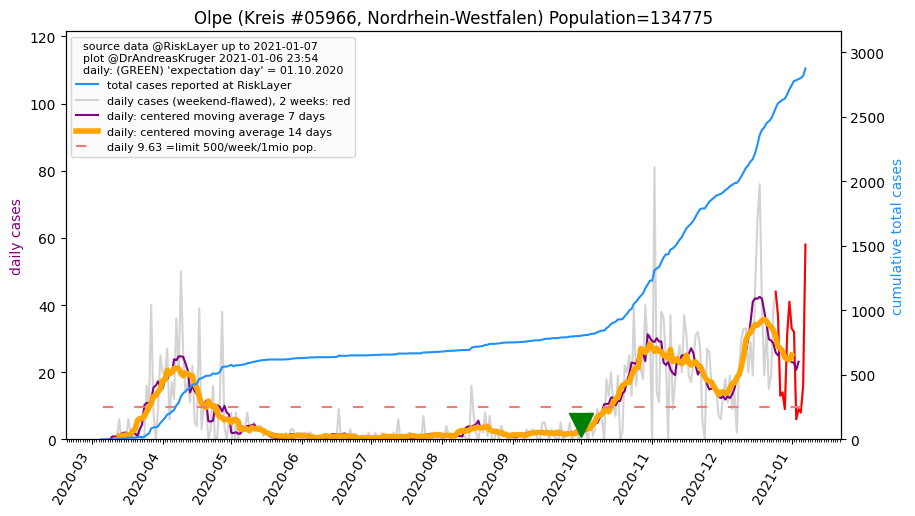 Olpe (Kreis #05966, Nordrhein-Westfalen) Population=134775
source data @RiskLayer up to 2021-01-07
plot @DrAndreasKruger 2021-01-06 23:54
daily: (GREEN) 'expectation day' = 01.10.2020
total cases reported at RiskLayer
daily cases (weekend-flawed), 2 weeks: red
daily: centered moving average 7 days
daily: centered moving average 14 days
daily 9.63 =limit 500/week/1mio pop.
daily cases
120
100
80
60
40
20
0
cumulative total cases
3000
2500
2000
1500
1000
500
0
2020-03
2020-04
2020-05
2020-06
2020-07
2020-08
2020-09
2020-10
2020-11
2020-12
2021-01